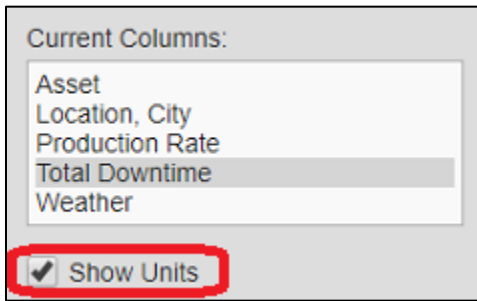 Current Columns:
Asset
Location, City
Production Rate
Total Downtime
Weather
Show Units